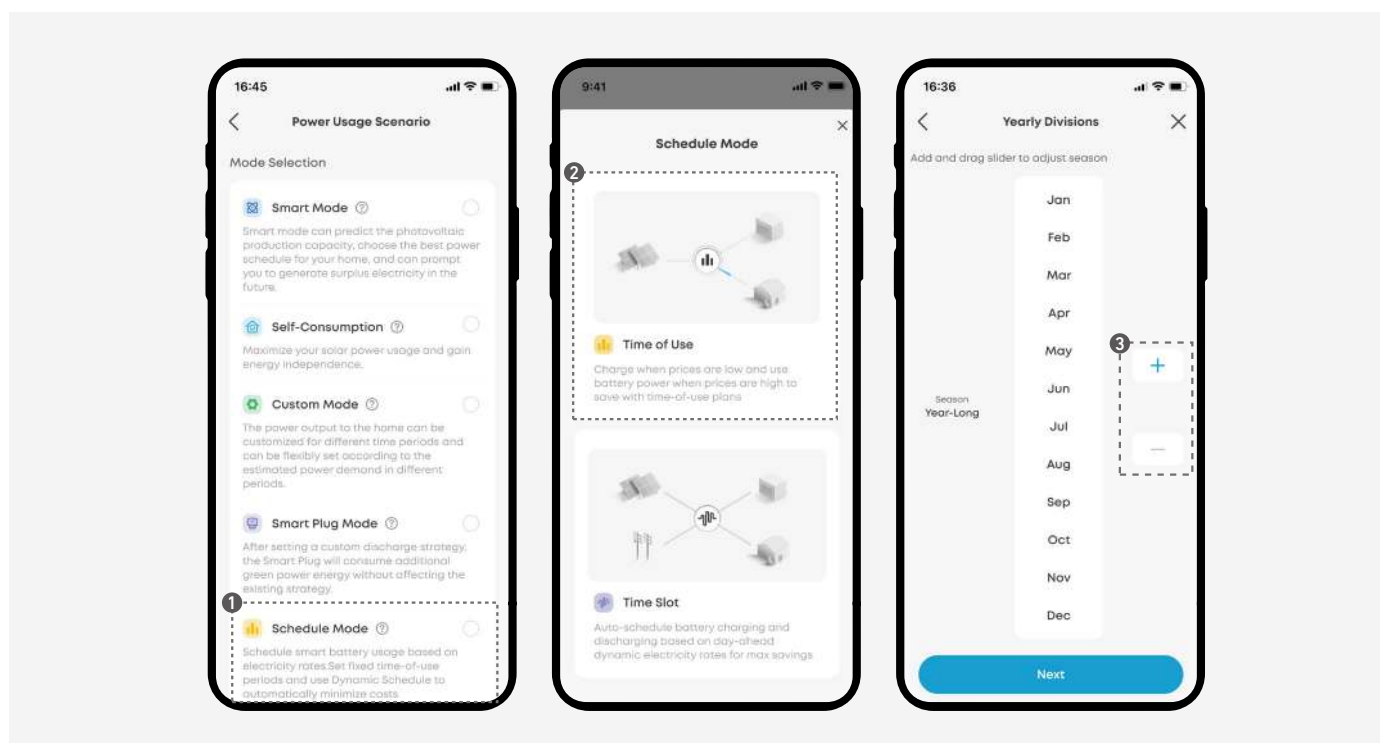 16:45
Power Usage Scenario
Mode Selection
Smart Mode ?
Smart mode can predict the photovoltaic
production capacity, choose the best power
schedule for your home, and can prompt
you to generate surplus electricity in the
future.
Self-Consumption ?
Maximize your solar power usage and gain
energy independence.
Custom Mode ?
The power output to the home can be
customized for different time periods and
can be flexibly set according to the
estimated power demand in different
periods.
Smart Plug Mode ?
After setting a custom discharge strategy,
the Smart Plug will consume additional
green power energy without affecting the
existing strategy.
1
Schedule Mode ?
Schedule smart battery usage based on
electricity rates.Set fixed time-of-use
periods and use Dynamic Schedule to
automatically minimize costs.
9:41
Schedule Mode
2
Time of Use
Charge when prices are low and use
battery power when prices are high to
save with time-of-use plans
Time Slot
Auto-schedule battery charging and
discharging based on day-ahead
dynamic electricity rates for max savings
16:36
Yearly Divisions
Add and drag slider to adjust season
Jan
Feb
Mar
Apr
May
Jun
Jul
Aug
Sep
Oct
Nov
Dec
Season
Year-Long
3
+
—
Next